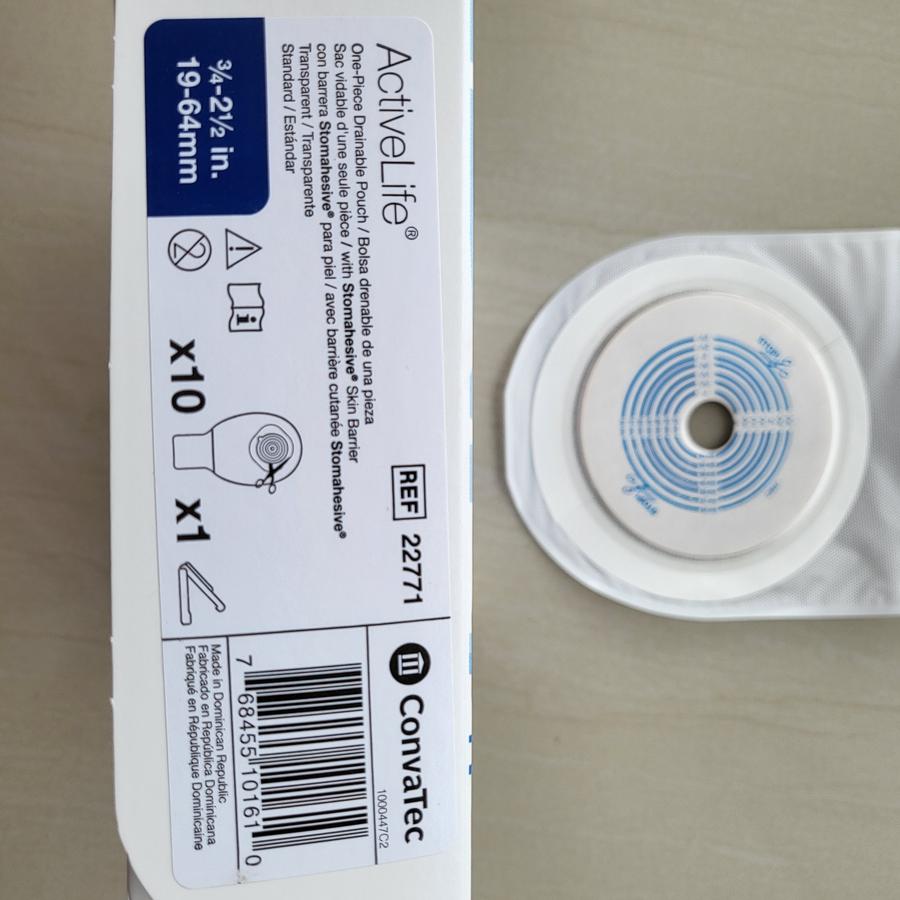 ActiveLife®
One-Piece Drainable Pouch / Bolsa drenable de una pieza
Sac vidable d'une seule pièce / with Stomahesive® Skin Barrier
con barrera Stomahesive® para piel / avec barrière cutanée Stomahesive®
Transparent / Transparente
Standard / Estándar
3/4-2 1/2 in.
19-64mm
2
x10
x1
REF 22771
ConvaTec
1000447C2
7 68455 10161 0
Made in Dominican Republic
Fabricado en República Dominicana
Fabriqué en République Dominicaine